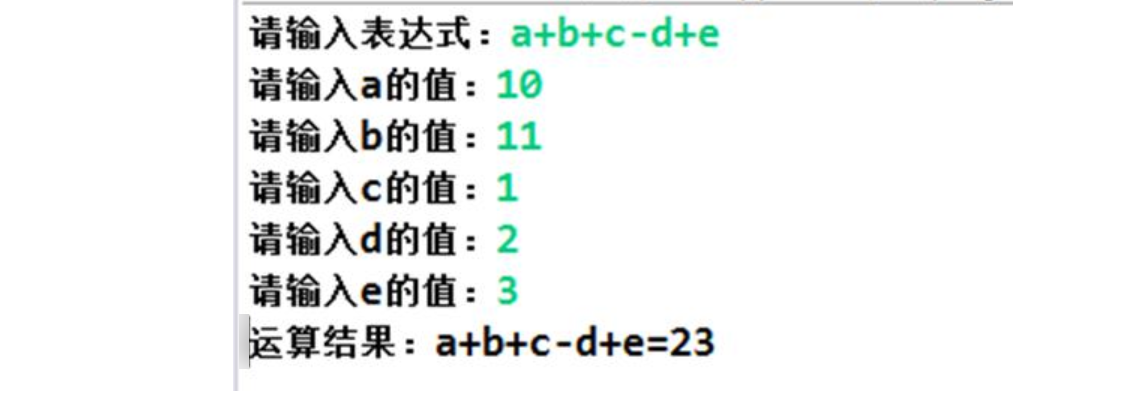 请输入表达式：a+b+c-d+e
请输入a的值：10
请输入b的值：11
请输入c的值：1
请输入d的值：2
请输入e的值：3
运算结果：a+b+c-d+e=23